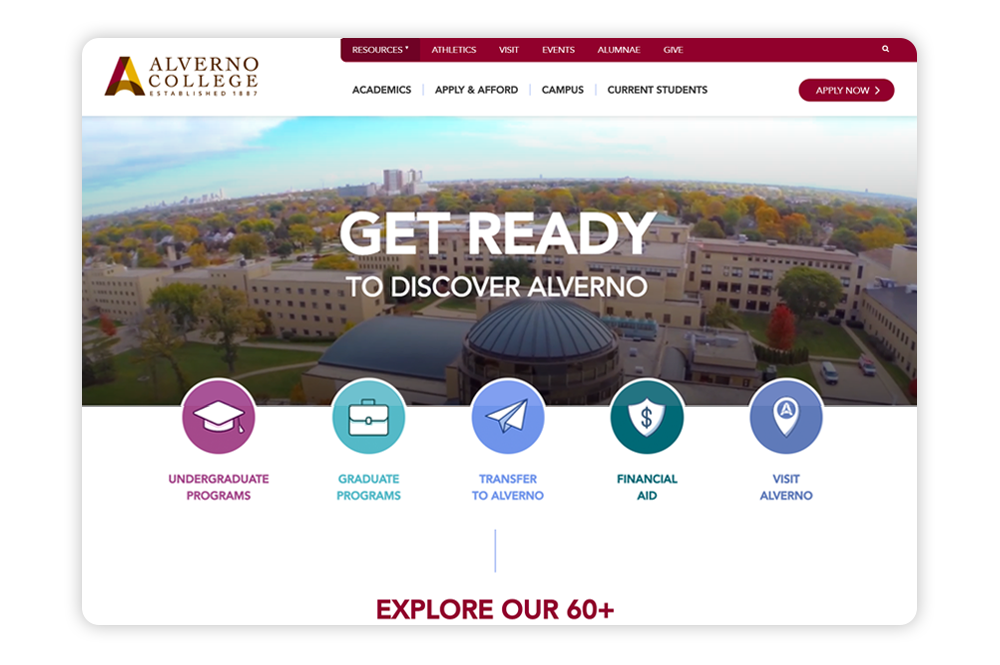 ALVERNO
COLLEGE
ESTABLISHED 1887
RESOURCES ATHLETICS VISIT EVENTS ALUMNAE GIVE
ACADEMICS APPLY & AFFORD CAMPUS CURRENT STUDENTS APPLY NOW
GET READY
TO DISCOVER ALVERNO
UNDERGRADUATE
PROGRAMS
GRADUATE
PROGRAMS
TRANSFER
TO ALVERNO
$
FINANCIAL
AID
A
VISIT
ALVERNO
EXPLORE OUR 60+